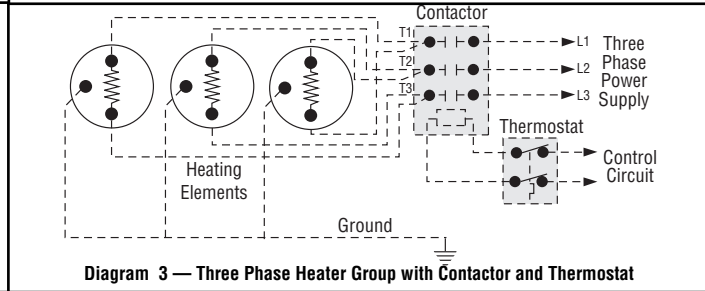 Contactor
T1
L1 Three
Phase
T2
L2
Power
T3
L3
Supply
Thermostat
Control
Circuit
Heating
Elements
Ground
Diagram 3 — Three Phase Heater Group with Contactor and Thermostat